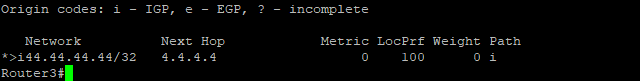 Origin codes: i - IGP, e - EGP, ? - incomplete
Network Next Hop Metric LocPrf Weight Path
*>i44.44.44.44/32 4.4.4.4 0 100 0 i
Router3#